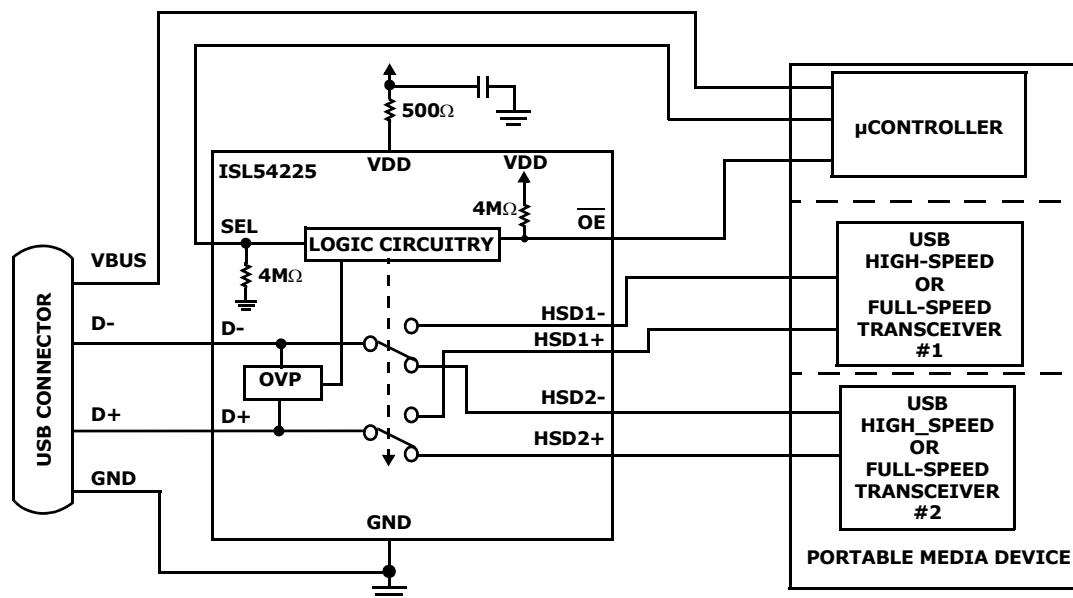 500Ω
µCONTROLLER
ISL54225
VDD
VDD
4MΩ
OE
SEL
LOGIC CIRCUITRY
4MΩ
USB CONNECTOR
VBUS
D-
D-
OVP
D+
D+
GND
GND
HSD1-
HSD1+
HSD2-
HSD2+
USB
HIGH-SPEED
OR
FULL-SPEED
TRANSCEIVER
#1
USB
HIGH_SPEED
OR
FULL-SPEED
TRANSCEIVER
#2
PORTABLE MEDIA DEVICE